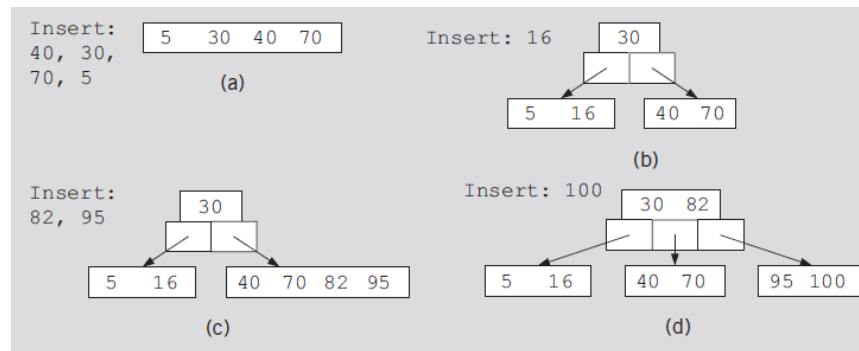 Insert:
40, 30,
70, 5
5 30 40 70
(a)
Insert: 16
30
5 16
40 70
(b)
Insert:
82, 95
30
5 16
40 70 82 95
(c)
Insert: 100
30 82
5 16
40 70
95 100
(d)